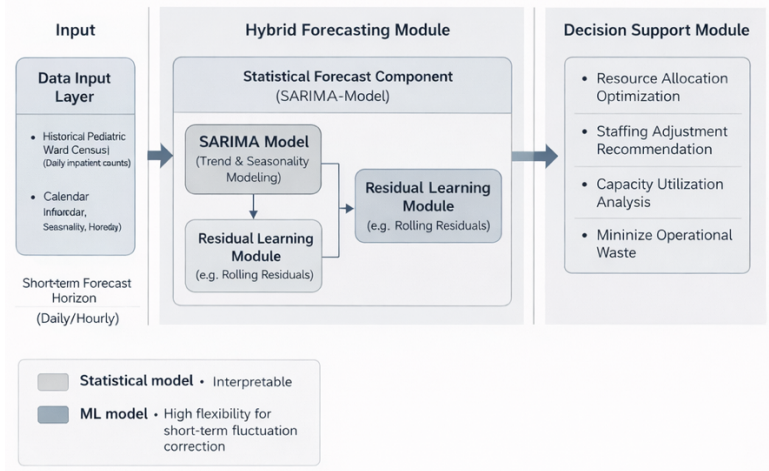 Input
Data Input
Layer
• Historical Pediatric
Ward Census|
(Daily inpatient counts)
• Calendar
Inforcdar,
Seasnality, Horeday)
Short-term Forecast
Horizon
(Daily/Hourly)
Hybrid Forecasting Module
Statistical Forecast Component
(SARIMA-Model)
SARIMA Model
(Trend & Seasonality
Modeling)
Residual Learning
Module
(e.g. Rolling Residuals)
Residual Learning
Module
(e.g. Rolling Residuals)
Decision Support Module
• Resource Allocation
Optimization
• Staffing Adjustment
Recommendation
• Capacity Utilization
Analysis
• Mininize Operational
Waste
Statistical model • Interpretable
ML model • High flexibility for
short-term fluctuation
correction